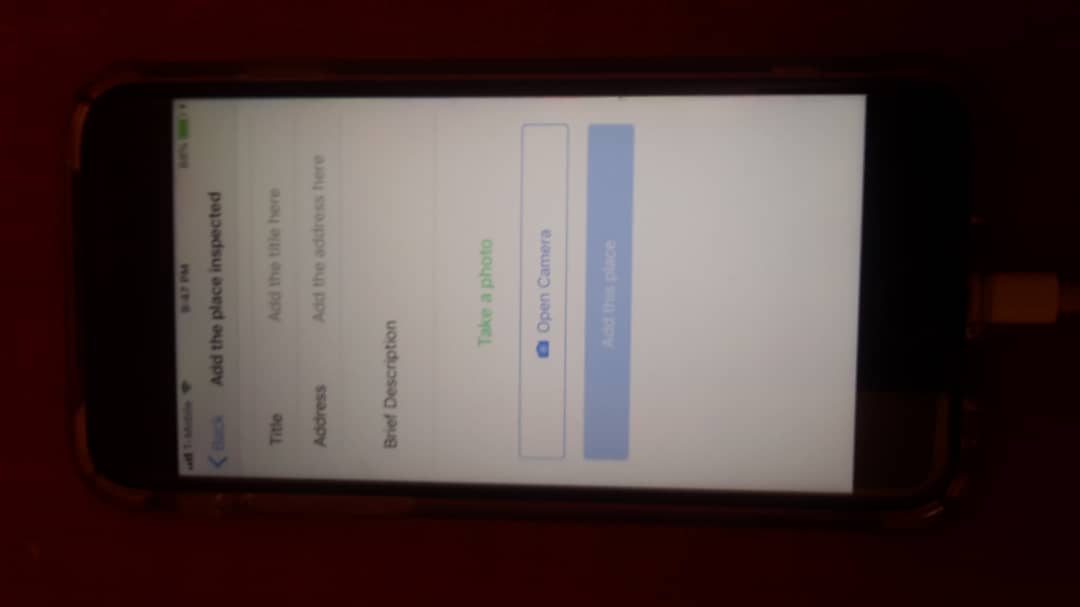 T-Mobile 9:47 PM
Back Add the place inspected
Title Add the title here
Address Add the address here
Brief Description
Take a photo
Open Camera
Add this place